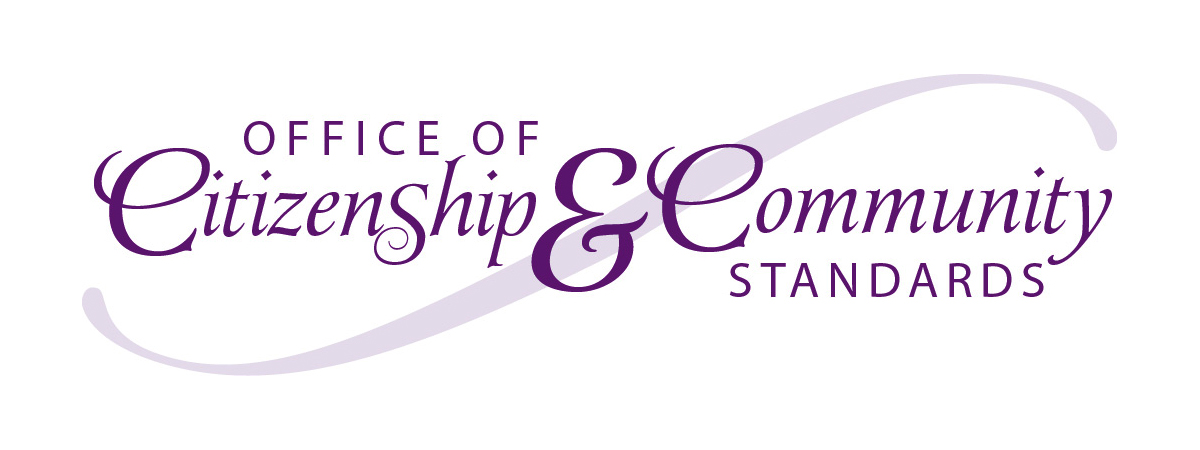 OFFICE OF
Citizenship & Community
STANDARDS